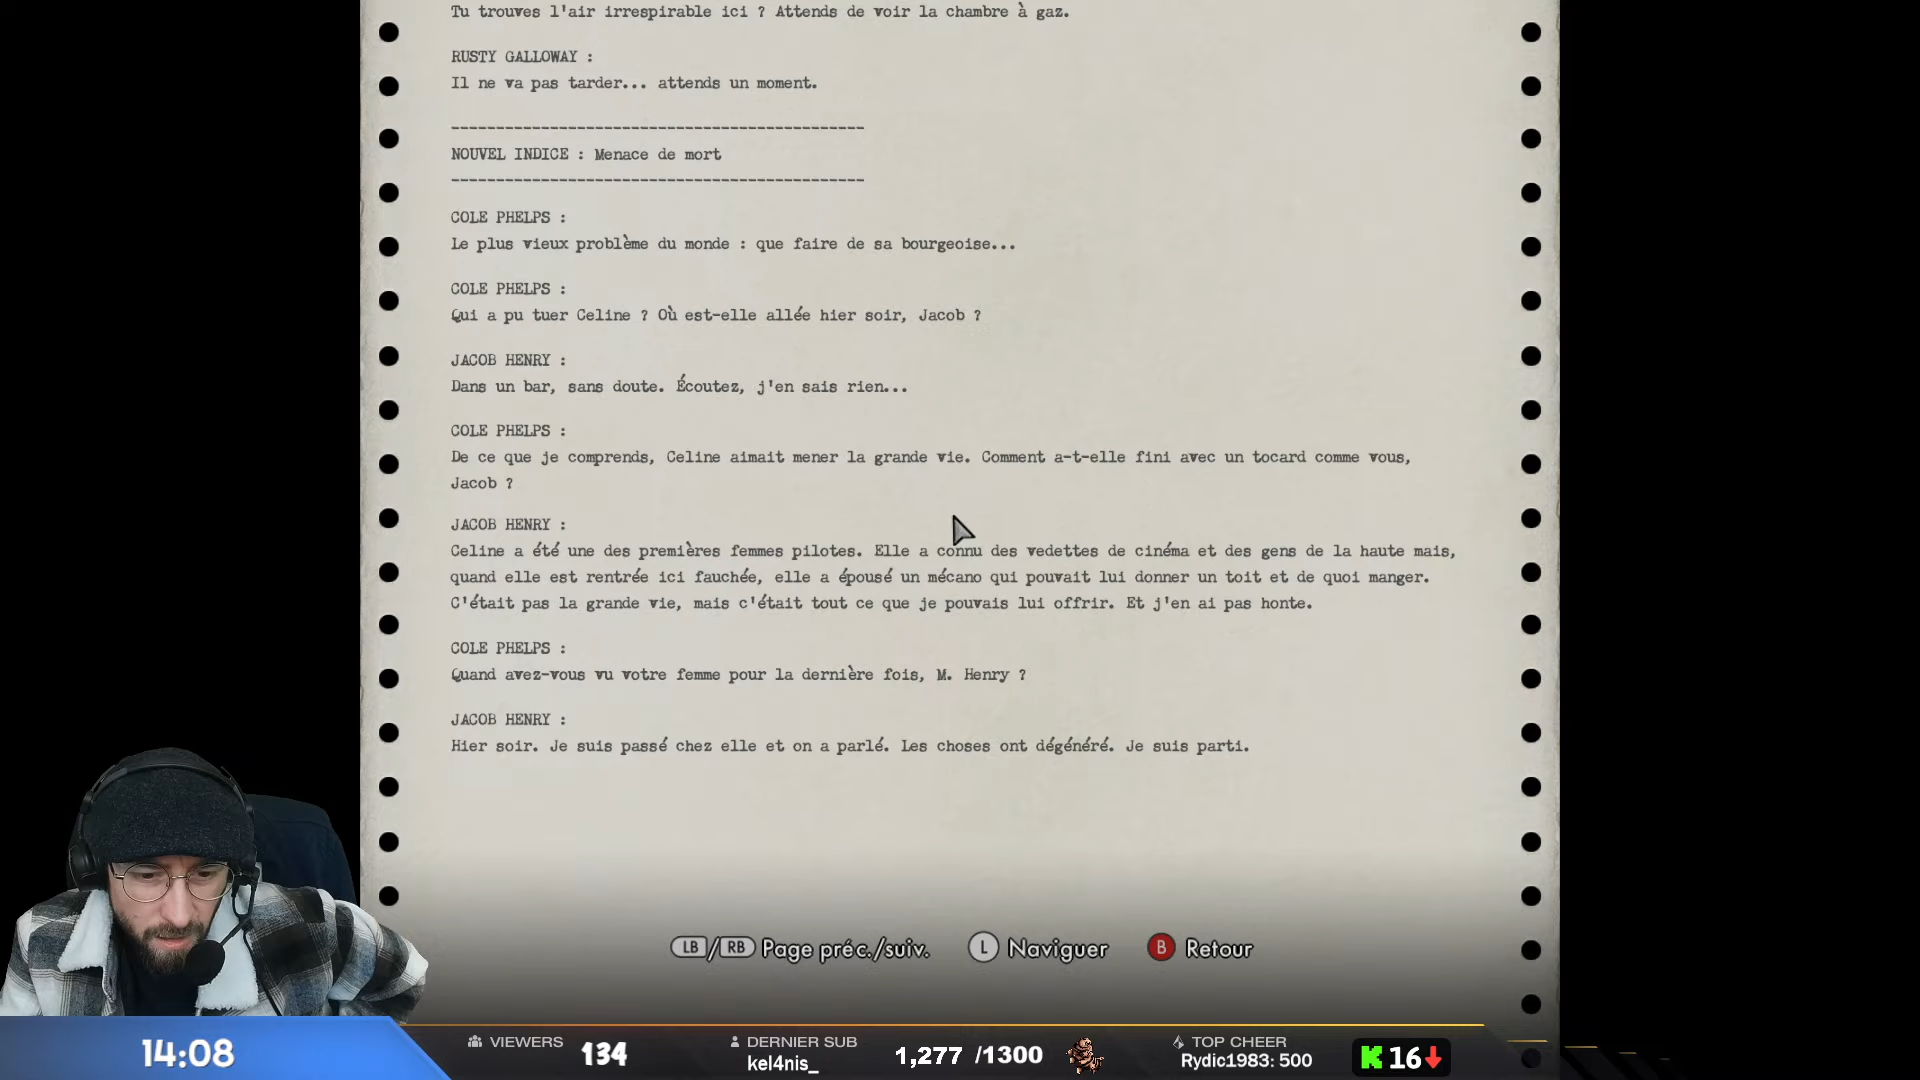 Tu trouves l'air irrespirable ici ? Attends de voir la chambre à gaz.
RUSTY GALLOWAY :
Il ne va pas tarder... attends un moment.
----------------------------------------------
NOUVEL INDICE : Menace de mort
----------------------------------------------
COLE PHELPS :
Le plus vieux problème du monde : que faire de sa bourgeoise...
COLE PHELPS :
Qui a pu tuer Celine ? Où est-elle allée hier soir, Jacob ?
JACOB HENRY :
Dans un bar, sans doute. Écoutez, j'en sais rien...
COLE PHELPS :
De ce que je comprends, Celine aimait mener la grande vie. Comment a-t-elle fini avec un tocard comme vous,
Jacob ?
JACOB HENRY :
Celine a été une des premières femmes pilotes. Elle a connu des vedettes de cinéma et des gens de la haute mais,
quand elle est rentrée ici fauchée, elle a épousé un mécano qui pouvait lui donner un toit et de quoi manger.
C'était pas la grande vie, mais c'était tout ce que je pouvais lui offrir. Et j'en ai pas honte.
COLE PHELPS :
Quand avez-vous vu votre femme pour la dernière fois, M. Henry ?
JACOB HENRY :
Hier soir. Je suis passé chez elle et on a parlé. Les choses ont dégénéré. Je suis parti.
LB/RB Page préc./suiv. L Naviguer B Retour
14:08
VIEWERS 134
DERNIER SUB
kel4nis_
1,277 /1300
TOP CHEER
Rydic1983: 500
K 16